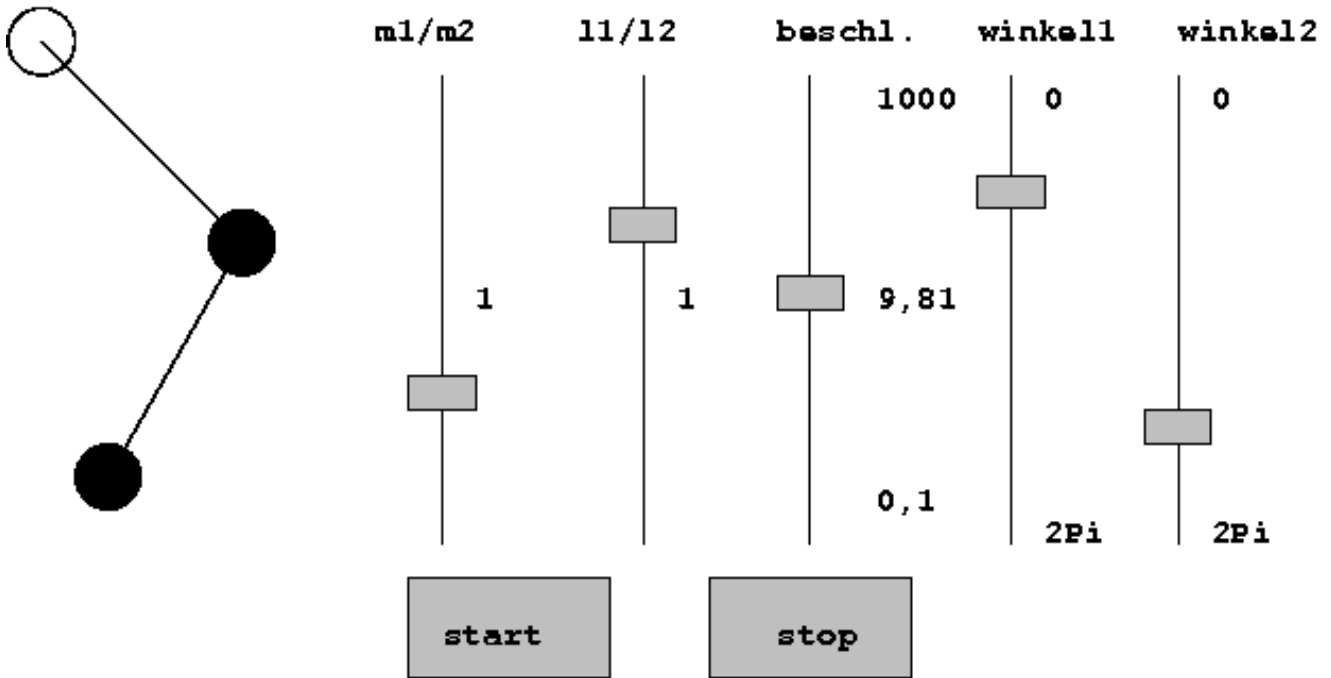 m1/m2 l1/l2 beschl. winkel1 winkel2
1000 0 0
1 1 9,81
0,1
2Pi 2Pi
start stop